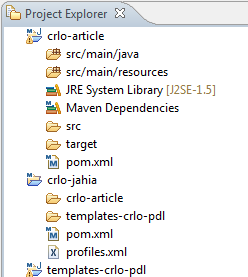 Project Explorer
crlo-article
src/main/java
src/main/resources
JRE System Library [J2SE-1.5]
Maven Dependencies
src
target
pom.xml
crlo-jahia
crlo-article
templates-crlo-pdl
pom.xml
profiles.xml
templates-crlo-pdl